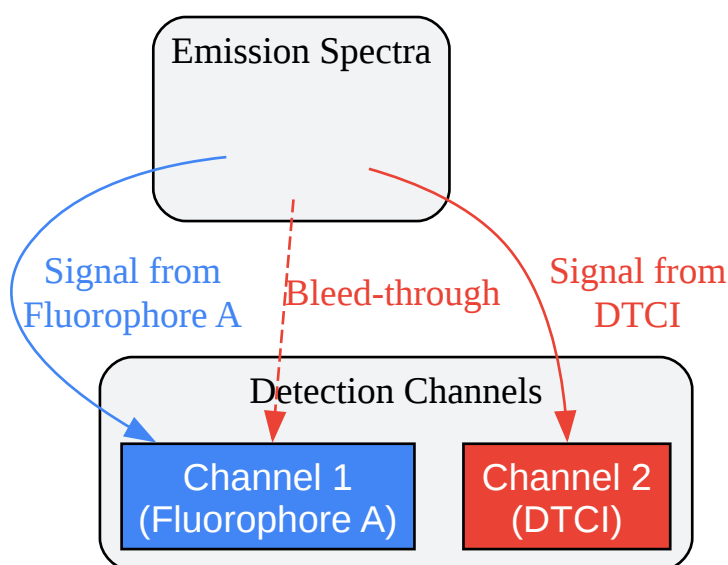 Emission Spectra
Signal from
Fluorophore A
Bleed-through
Signal from
DTCI
Detection Channels
Channel 1
(Fluorophore A)
Channel 2
(DTCI)